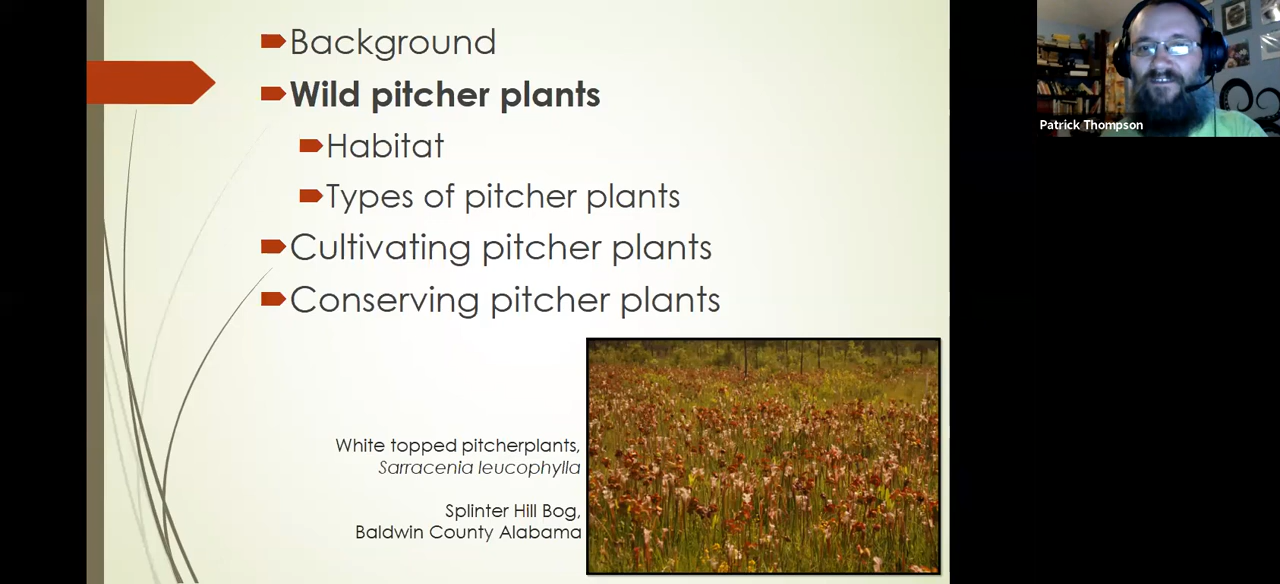 Background
Wild pitcher plants
Habitat
Types of pitcher plants
Cultivating pitcher plants
Conserving pitcher plants
White topped pitcherplants,
Sarracenia leucophylla
Splinter Hill Bog,
Baldwin County Alabama
Patrick Thompson